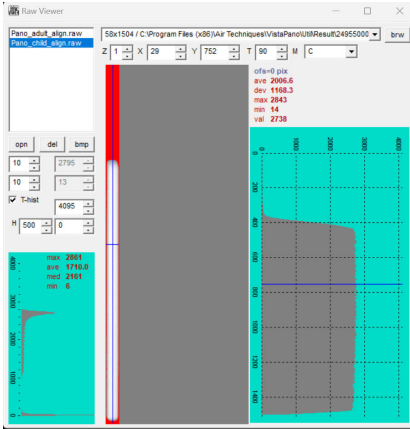 Raw Viewer
Pano_adult_align.raw
Pano_child_align.raw
58x1504 / C:\Program Files (x86)\Air Techniques\VistaPano\Util\Result\24955000
brw
Z 1 X 29 Y 752 T 90 M C
ofs=0 pix
ave 2006.6
dev 1168.3
max 2843
min 14
val 2738
opn del bmp
10 2795
10 13
T-hist 4095
H 500 0
max 2861
ave 1710.0
med 2161
min 6
4000
3000
2000
1000
0
0 1000 2000 3000 4000
0
200
400
600
800
1000
1200
1400